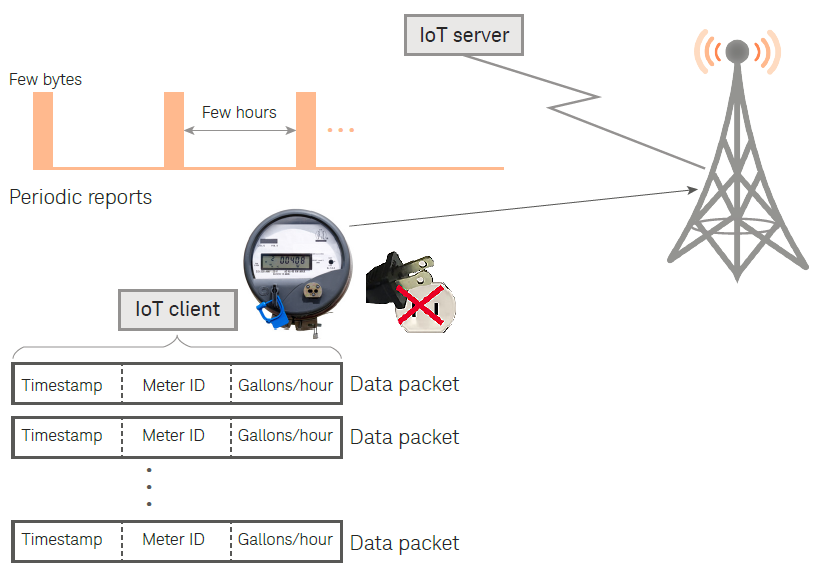 IoT server
Few bytes
Few hours
Periodic reports
00408
IoT client
Timestamp Meter ID Gallons/hour Data packet
Timestamp Meter ID Gallons/hour Data packet
Timestamp Meter ID Gallons/hour Data packet